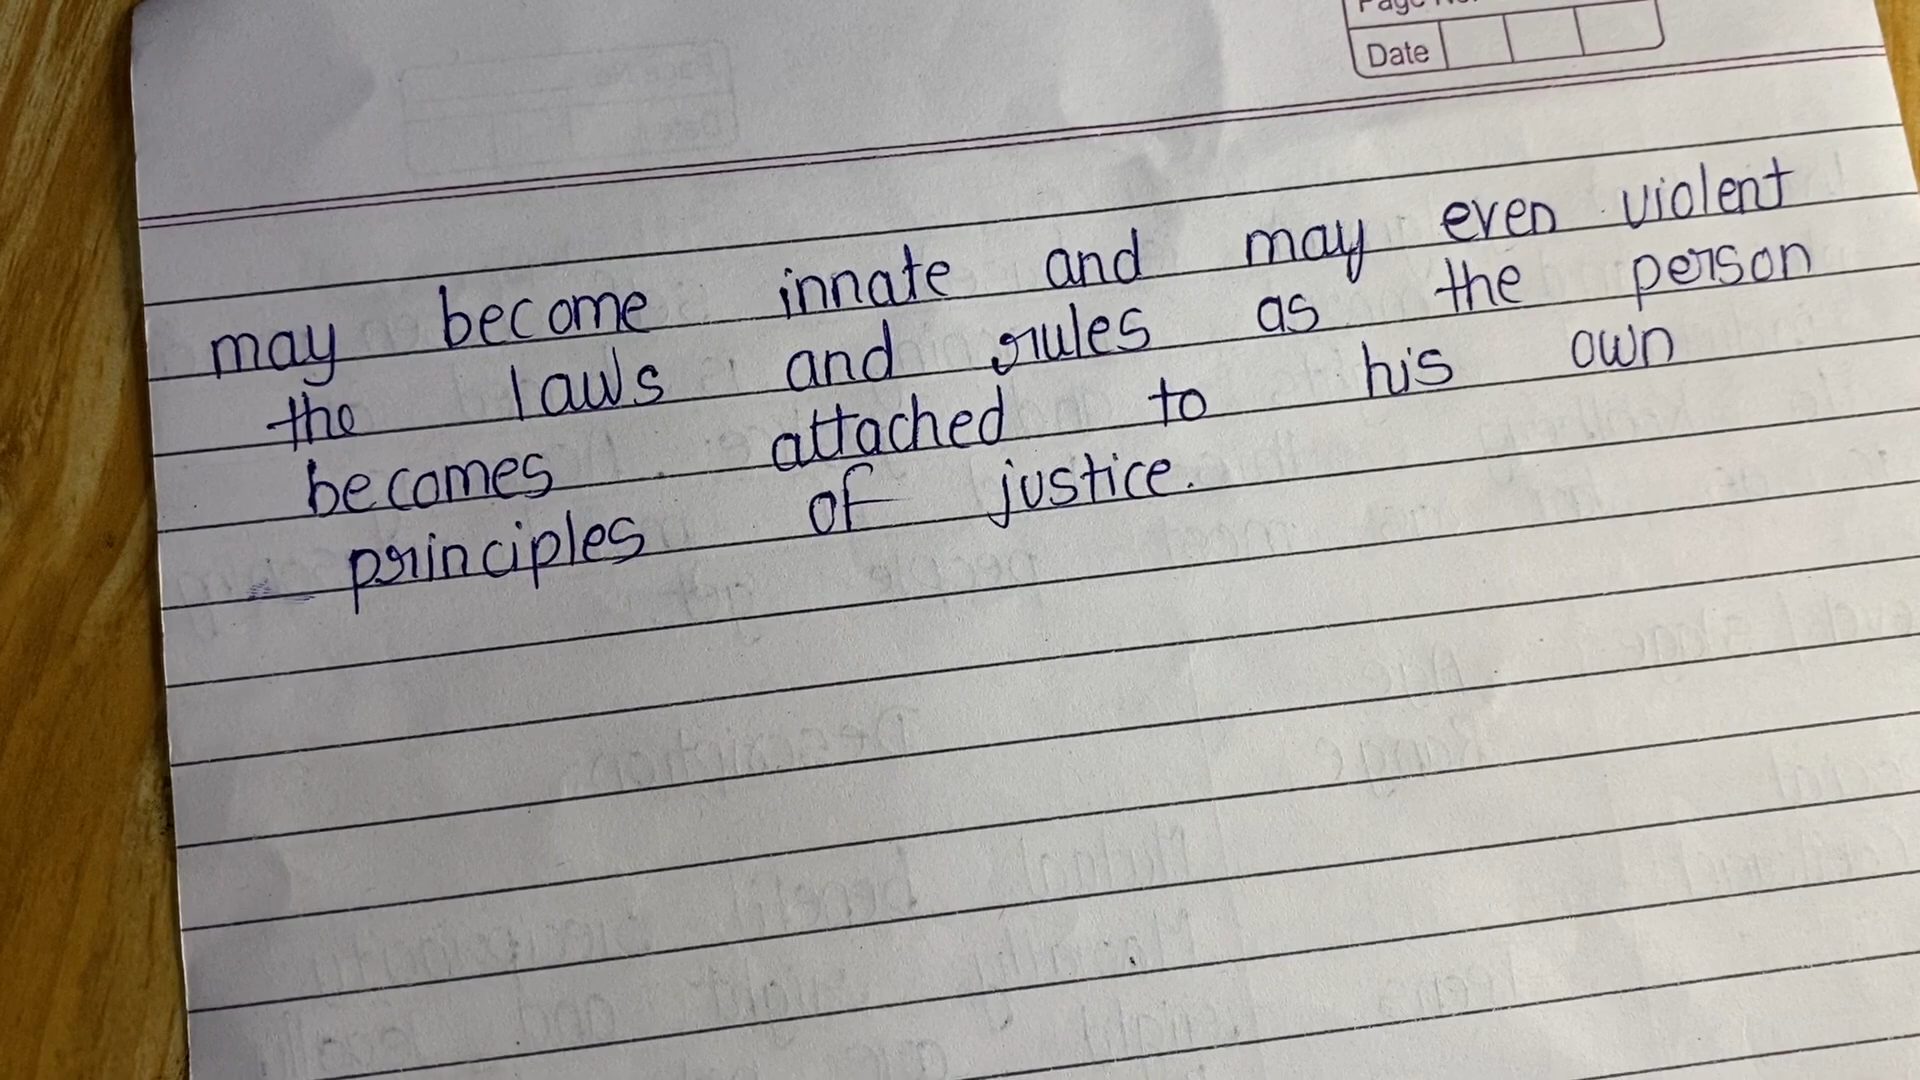 Date
may become innate and may even violent
the laws and rules as the person
becomes attached to his own
principles of justice.